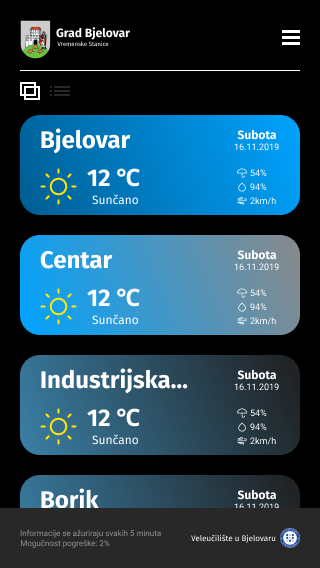 Grad Bjelovar
Vremenske Stanice
Bjelovar
Subota
16.11.2019
12 °C
Sunčano
54%
94%
2km/h
Centar
Subota
16.11.2019
12 °C
Sunčano
54%
94%
2km/h
Industrijska...
Subota
16.11.2019
12 °C
Sunčano
54%
94%
2km/h
Borik
Subota
16.11.2019
Informacije se ažuriraju svakih 5 minuta
Mogućnost pogreške: 2%
Veleučilište u Bjelovaru